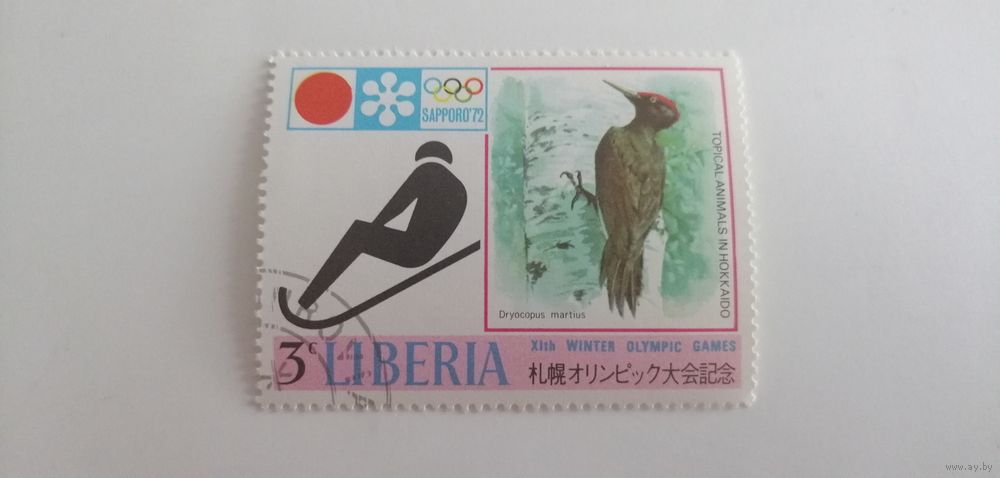 SAPPORO'72
TOPICAL ANIMALS IN HOKKAIDO
Dryocopus martius
XIth WINTER OLYMPIC GAMES
3c LIBERIA
札幌オリンピック大会記念
www.ay.by